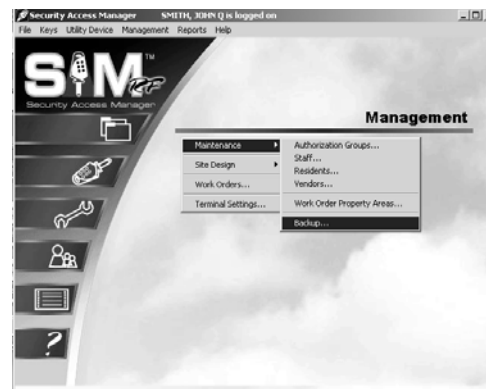 Security Access Manager SMITH, JOHN Q is logged on
File Keys Utility Device Management Reports Help
SAM TM
RF
Security Access Manager
Management
Maintenance
Site Design
Work Orders...
Terminal Settings...
Authorization Groups...
Staff...
Residents...
Vendors...
Work Order Property Areas...
Backup...
?